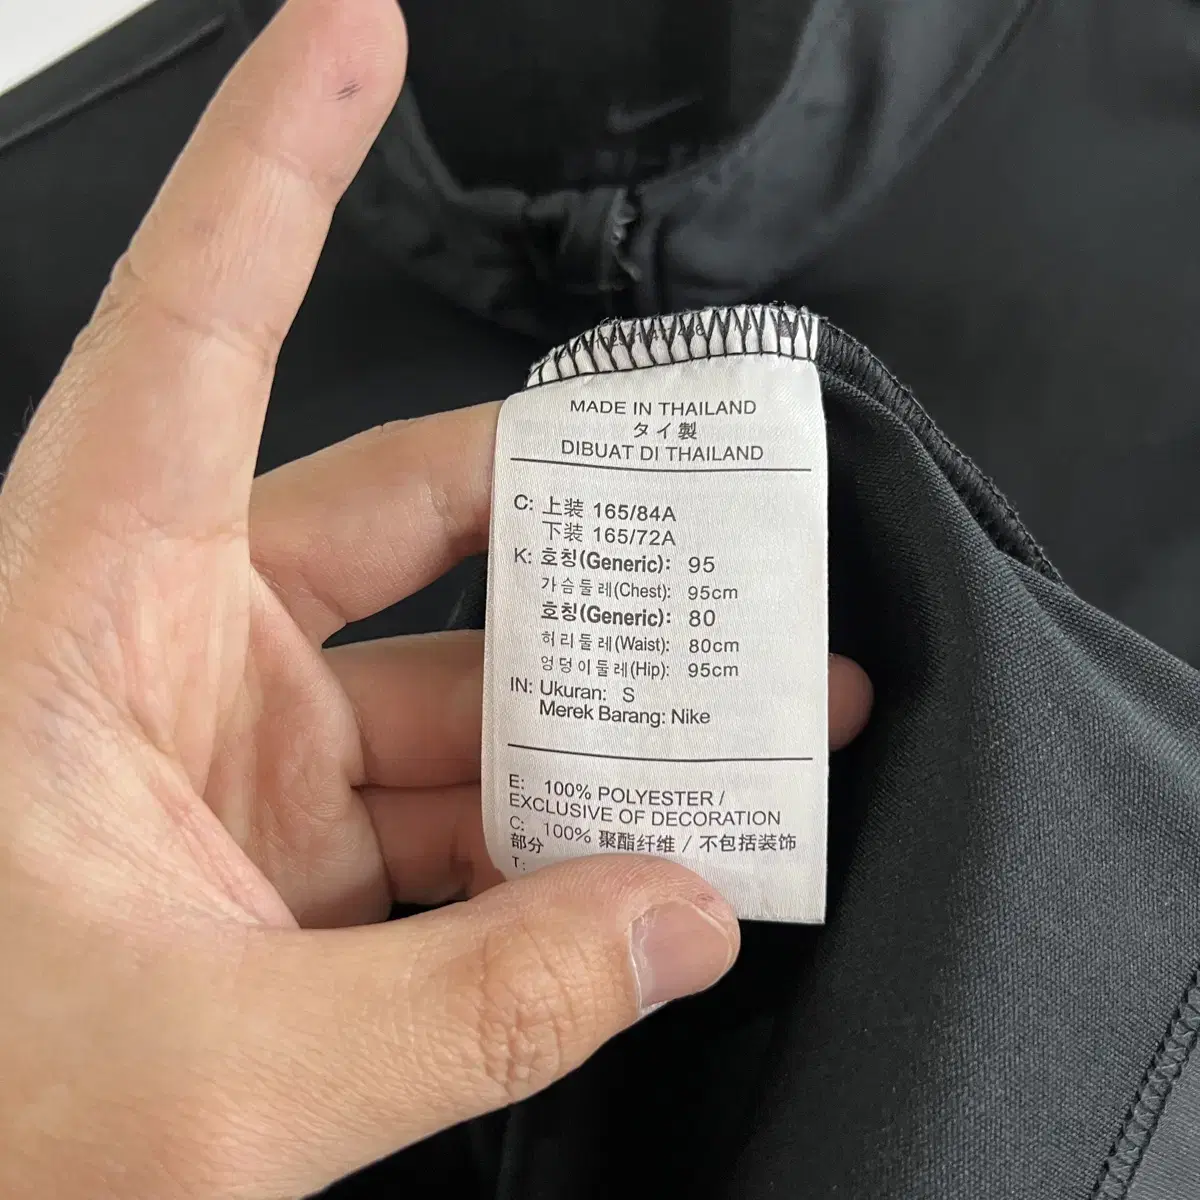 MADE IN THAILAND
タイ製
DIBUAT DI THAILAND
C: 上装 165/84A
下装 165/72A
K: 호칭(Generic): 95
가슴둘레(Chest): 95cm
호칭(Generic): 80
허리둘레(Waist): 80cm
엉덩이둘레(Hip): 95cm
IN: Ukuran: S
Merek Barang: Nike
E: 100% POLYESTER /
EXCLUSIVE OF DECORATION
C: 100% 聚酯纤维 / 不包括装饰
部分
T: